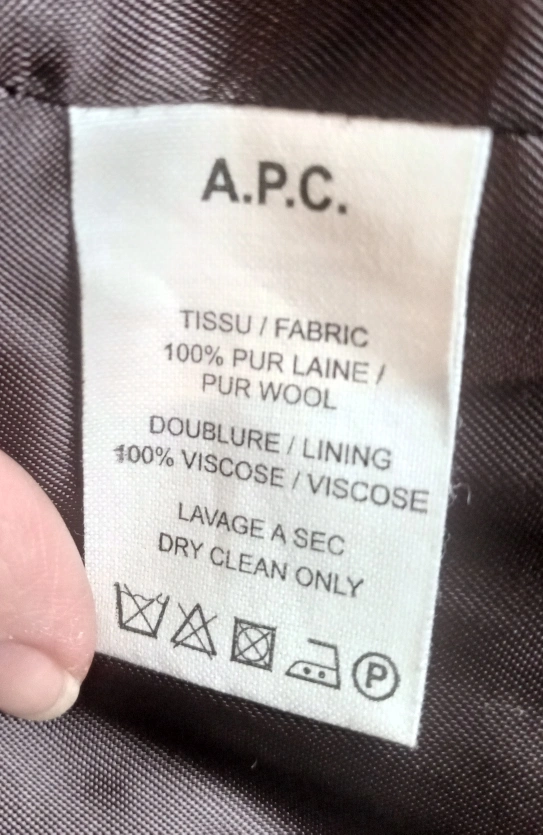 A.P.C.
TISSU / FABRIC
100% PUR LAINE /
PUR WOOL
DOUBLURE / LINING
100% VISCOSE / VISCOSE
LAVAGE A SEC
DRY CLEAN ONLY
P